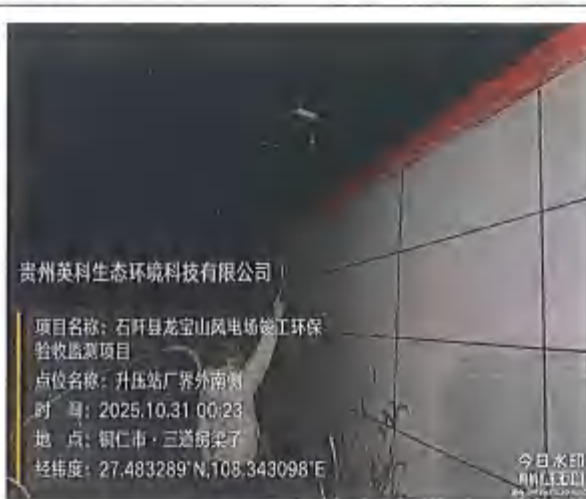 贵州英科生态环境科技有限公司
项目名称：石阡县龙宝山风电场竣工环保
验收监测项目
点位名称：升压站厂界外南侧
时 间：2025.10.31 00:23
地 点：铜仁市·三道拐梁子
经纬度：27.483289°N,108.343098°E
今日水印